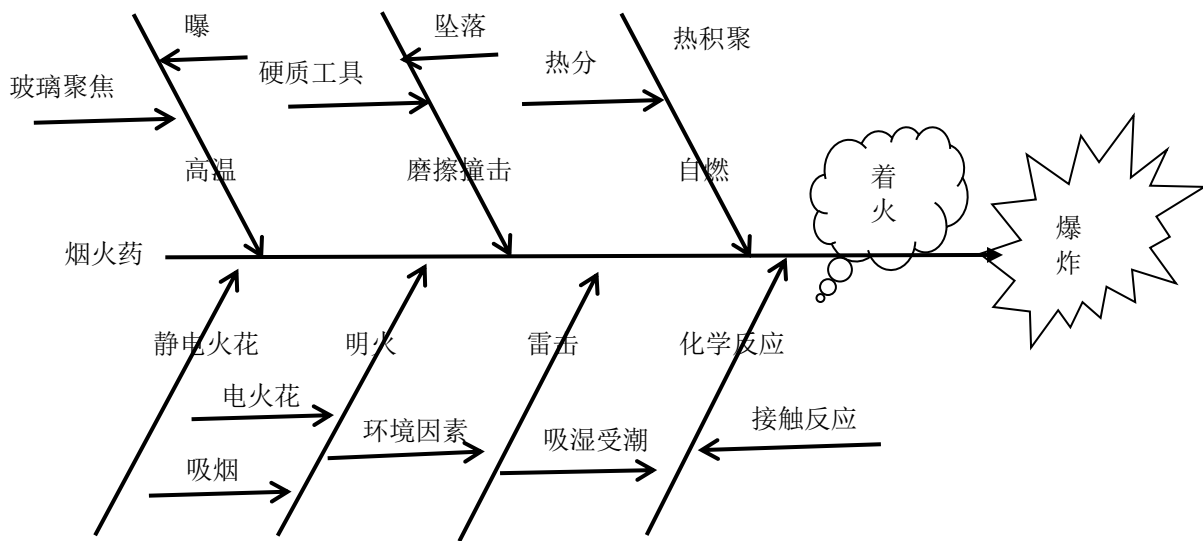 曝
坠落
热积聚
热分
硬质工具
玻璃聚焦
高温
磨擦撞击
自燃
着
火
爆
炸
烟火药
静电火花
明火
雷击
化学反应
电火花
环境因素
吸湿受潮
接触反应
吸烟